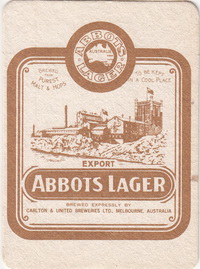 ABBOTS
AUSTRALIA
LAGER
BREWED
FROM
PUREST
MALT & HOPS
TO BE KEPT
IN A COOL PLACE
EXPORT
ABBOTS LAGER
BREWED EXPRESSLY BY
CARLTON & UNITED BREWERIES LTD., MELBOURNE, AUSTRALIA